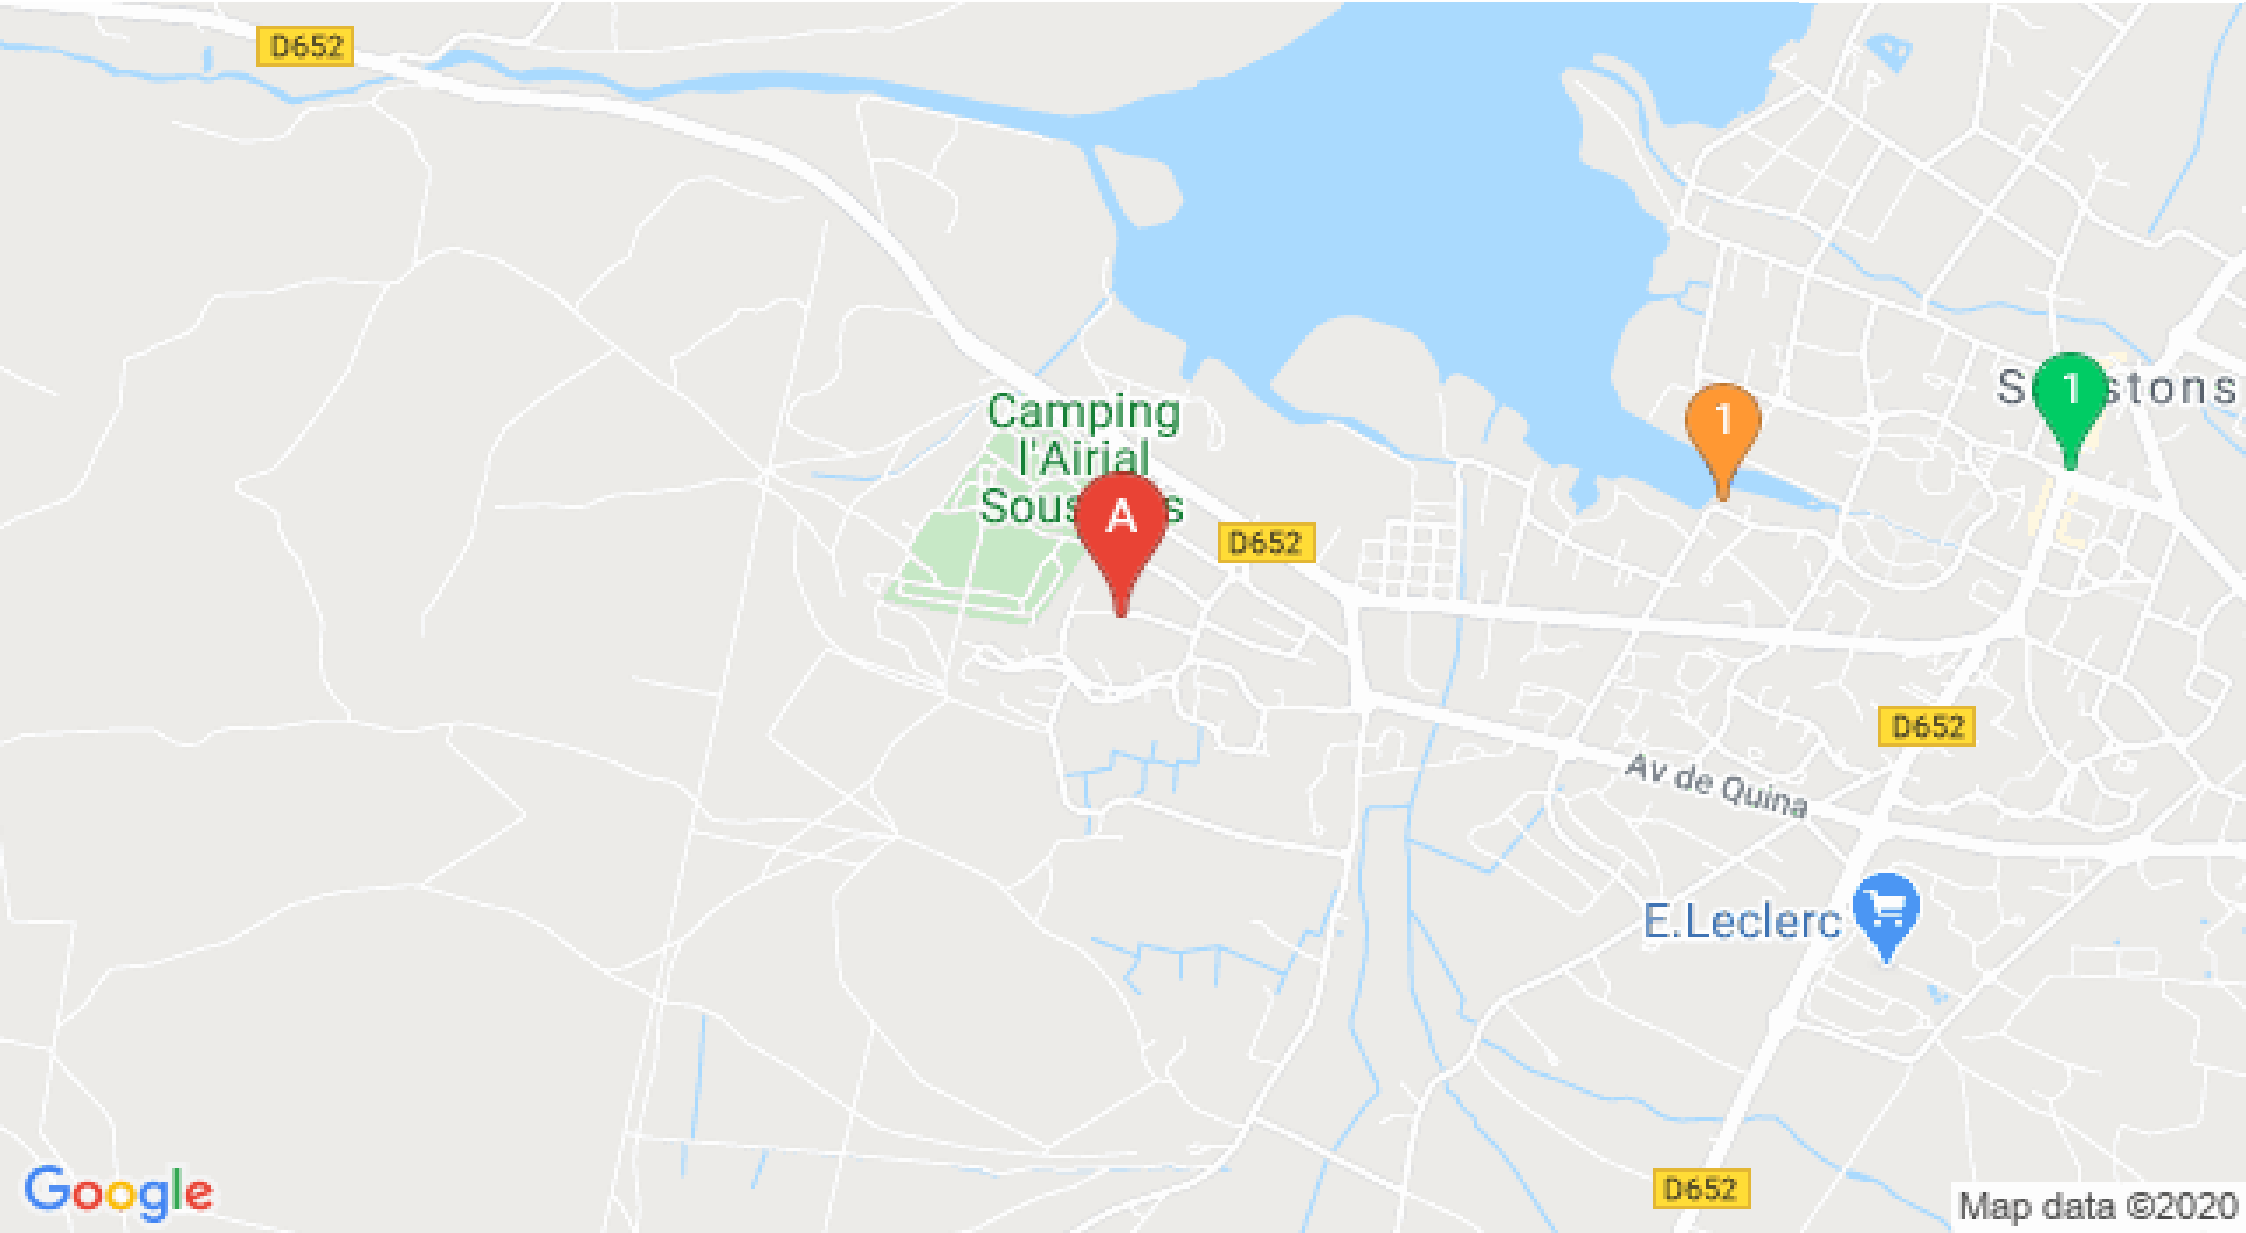 D652
Camping
l'Airial
A
D652
1
1
D652
Av de Quina
E.Leclerc
D652
Google
Map data ©2020